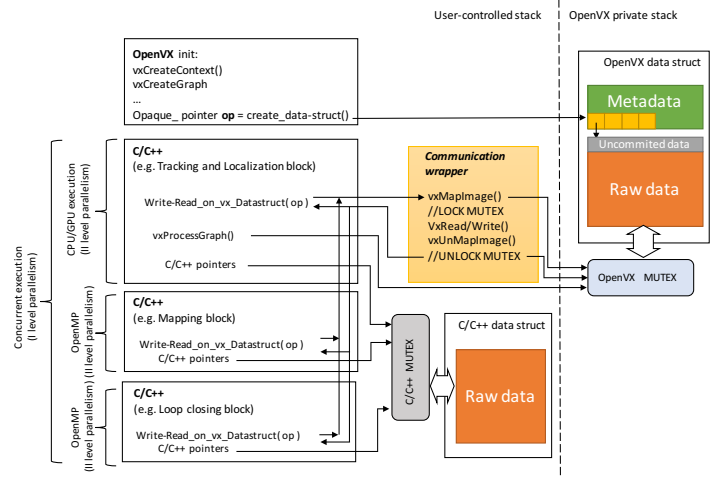 User-controlled stack
OpenVX private stack
OpenVX init:
vxCreateContext()
vxCreateGraph
...
Opaque_ pointer op = create_data-struct()
OpenVX data struct
Metadata
Uncommited data
Raw data
OpenVX MUTEX
Concurrent execution
(I level parallelism)
CPU/GPU execution
(II level parallelism)
C/C++
(e.g. Tracking and Localization block)
Write-Read_on_vx_Datastruct( op )
vxProcessGraph()
C/C++ pointers
Communication
wrapper
vxMapImage()
//LOCK MUTEX
VxRead/Write()
vxUnMapImage()
//UNLOCK MUTEX
OpenMP
(II level parallelism)
C/C++
(e.g. Mapping block)
Write-Read_on_vx_Datastruct( op )
C/C++ pointers
C/C++ MUTEX
C/C++ data struct
Raw data
OpenMP
(II level parallelism)
C/C++
(e.g. Loop closing block)
Write-Read_on_vx_Datastruct( op )
C/C++ pointers